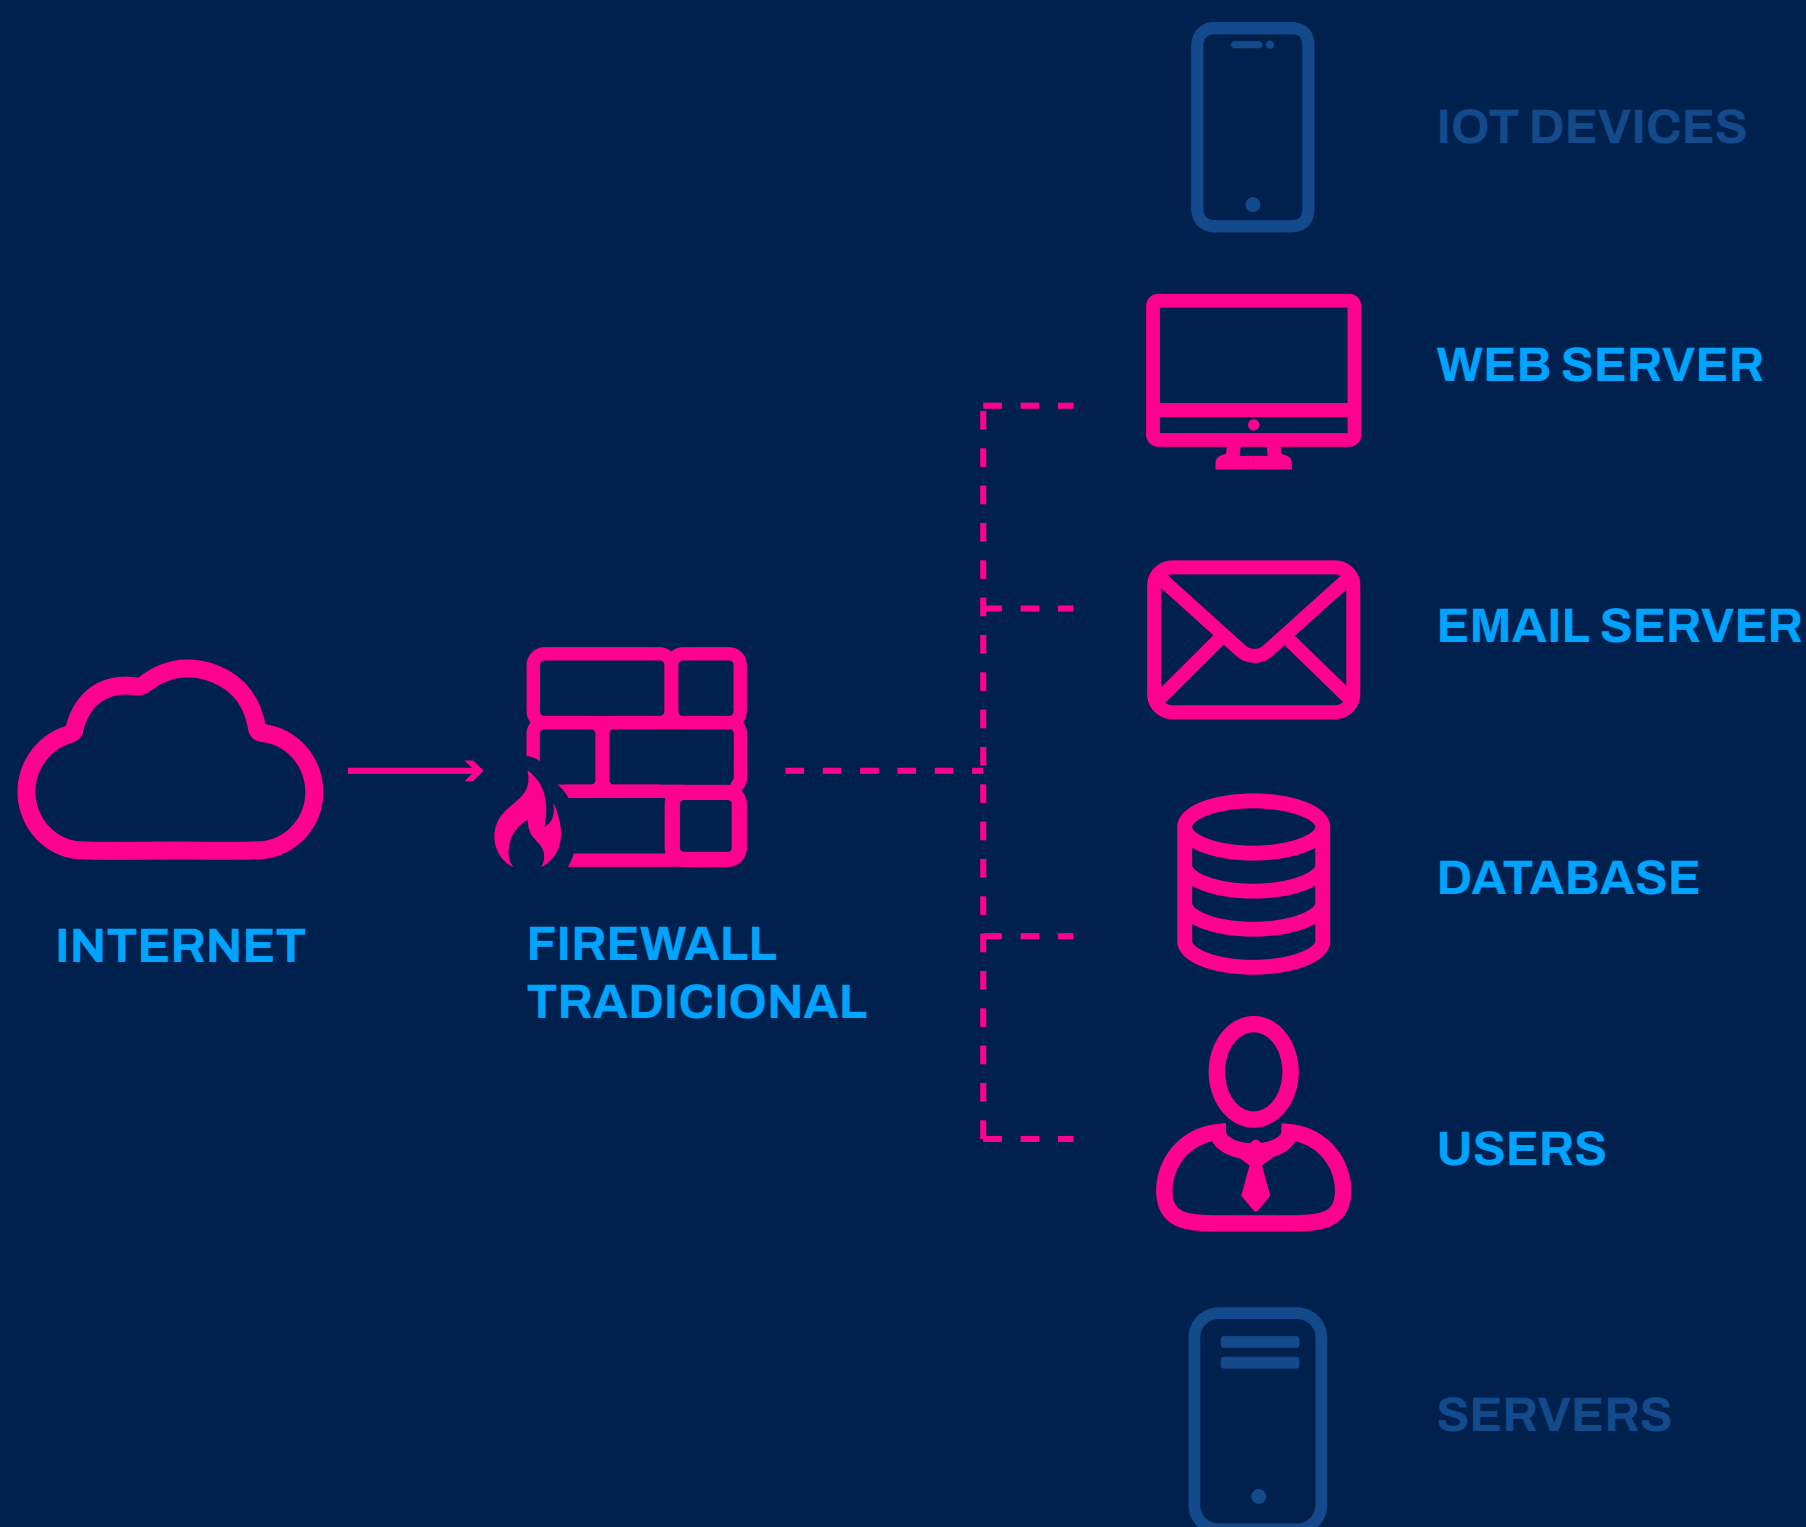 IOT DEVICES
WEB SERVER
EMAIL SERVER
INTERNET
FIREWALL
TRADICIONAL
DATABASE
USERS
SERVERS